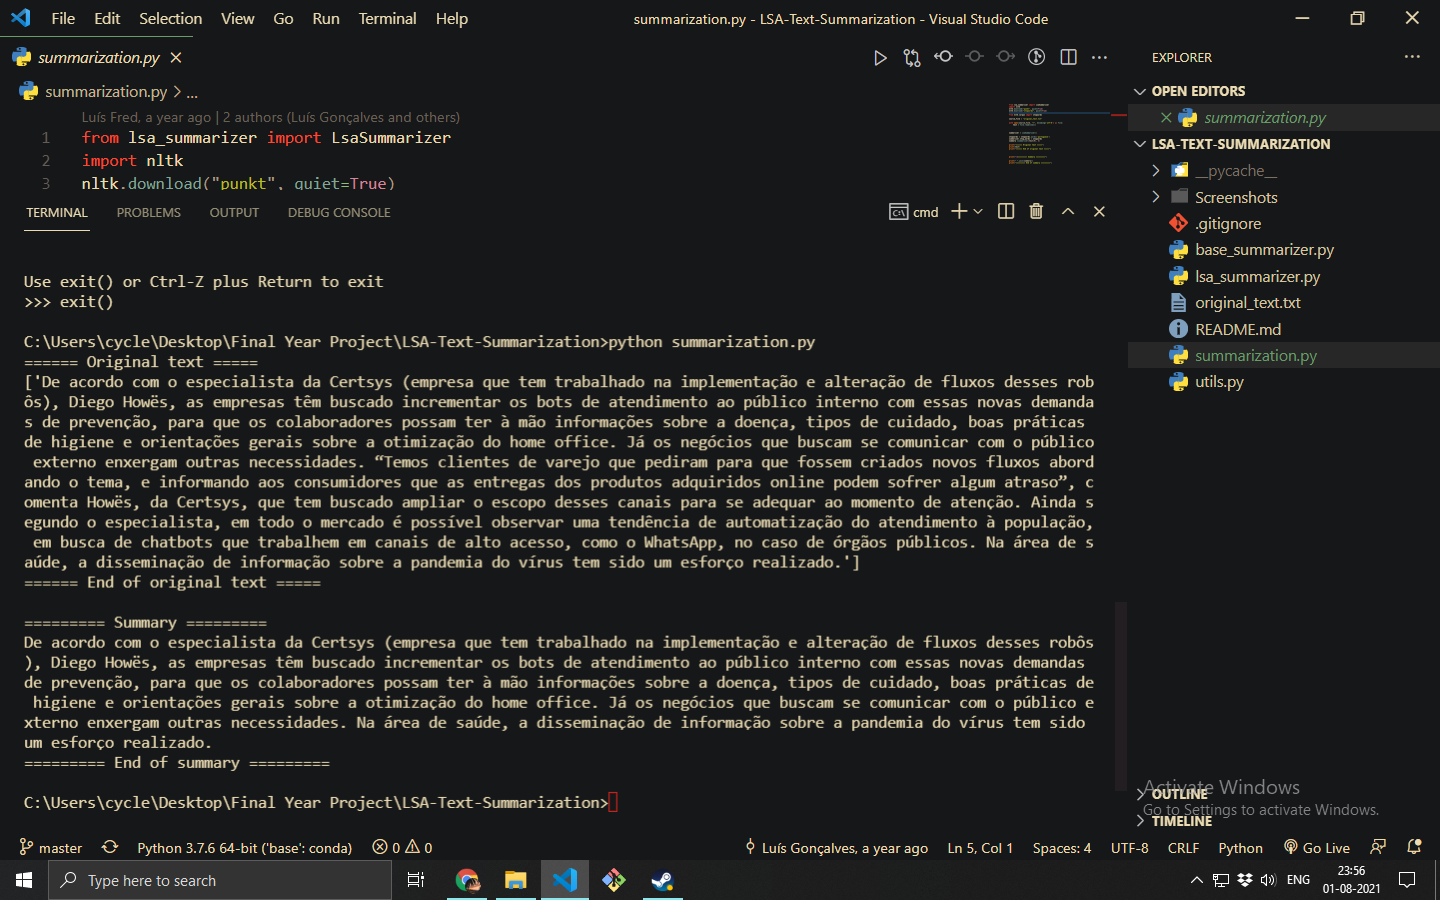 File Edit Selection View Go Run Terminal Help
summarization.py - LSA-Text-Summarization - Visual Studio Code
summarization.py
summarization.py > ...
Luís Fred, a year ago | 2 authors (Luís Gonçalves and others)
1 from lsa_summarizer import LsaSummarizer
2 import nltk
3 nltk.download("punkt", quiet=True)
TERMINAL PROBLEMS OUTPUT DEBUG CONSOLE
cmd
Use exit() or Ctrl-Z plus Return to exit
>>> exit()
C:\Users\cycle\Desktop\Final Year Project\LSA-Text-Summarization>python summarization.py
====== Original text =====
['De acordo com o especialista da Certsys (empresa que tem trabalhado na implementação e alteração de fluxos desses rob
ôs), Diego Howës, as empresas têm buscado incrementar os bots de atendimento ao público interno com essas novas demanda
s de prevenção, para que os colaboradores possam ter à mão informações sobre a doença, tipos de cuidado, boas práticas
de higiene e orientações gerais sobre a otimização do home office. Já os negócios que buscam se comunicar com o público
externo enxergam outras necessidades. “Temos clientes de varejo que pediram para que fossem criados novos fluxos abord
ando o tema, e informando aos consumidores que as entregas dos produtos adquiridos online podem sofrer algum atraso”, c
omenta Howës, da Certsys, que tem buscado ampliar o escopo desses canais para se adequar ao momento de atenção. Ainda s
egundo o especialista, em todo o mercado é possível observar uma tendência de automatização do atendimento à população,
em busca de chatbots que trabalhem em canais de alto acesso, como o WhatsApp, no caso de órgãos públicos. Na área de s
aúde, a disseminação de informação sobre a pandemia do vírus tem sido um esforço realizado.']
====== End of original text =====
========= Summary =========
De acordo com o especialista da Certsys (empresa que tem trabalhado na implementação e alteração de fluxos desses robôs
), Diego Howës, as empresas têm buscado incrementar os bots de atendimento ao público interno com essas novas demandas
de prevenção, para que os colaboradores possam ter à mão informações sobre a doença, tipos de cuidado, boas práticas de
higiene e orientações gerais sobre a otimização do home office. Já os negócios que buscam se comunicar com o público e
xterno enxergam outras necessidades. Na área de saúde, a disseminação de informação sobre a pandemia do vírus tem sido
um esforço realizado.
========= End of summary =========
C:\Users\cycle\Desktop\Final Year Project\LSA-Text-Summarization>
EXPLORER
OPEN EDITORS
summarization.py
LSA-TEXT-SUMMARIZATION
__pycache__
Screenshots
.gitignore
base_summarizer.py
lsa_summarizer.py
original_text.txt
README.md
summarization.py
utils.py
Activate Windows
OUTLINE
Go to Settings to activate Windows.
TIMELINE
master Python 3.7.6 64-bit ('base': conda) 0 0 Luís Gonçalves, a year ago Ln 5, Col 1 Spaces: 4 UTF-8 CRLF Python Go Live
Type here to search
ENG
23:56
01-08-2021